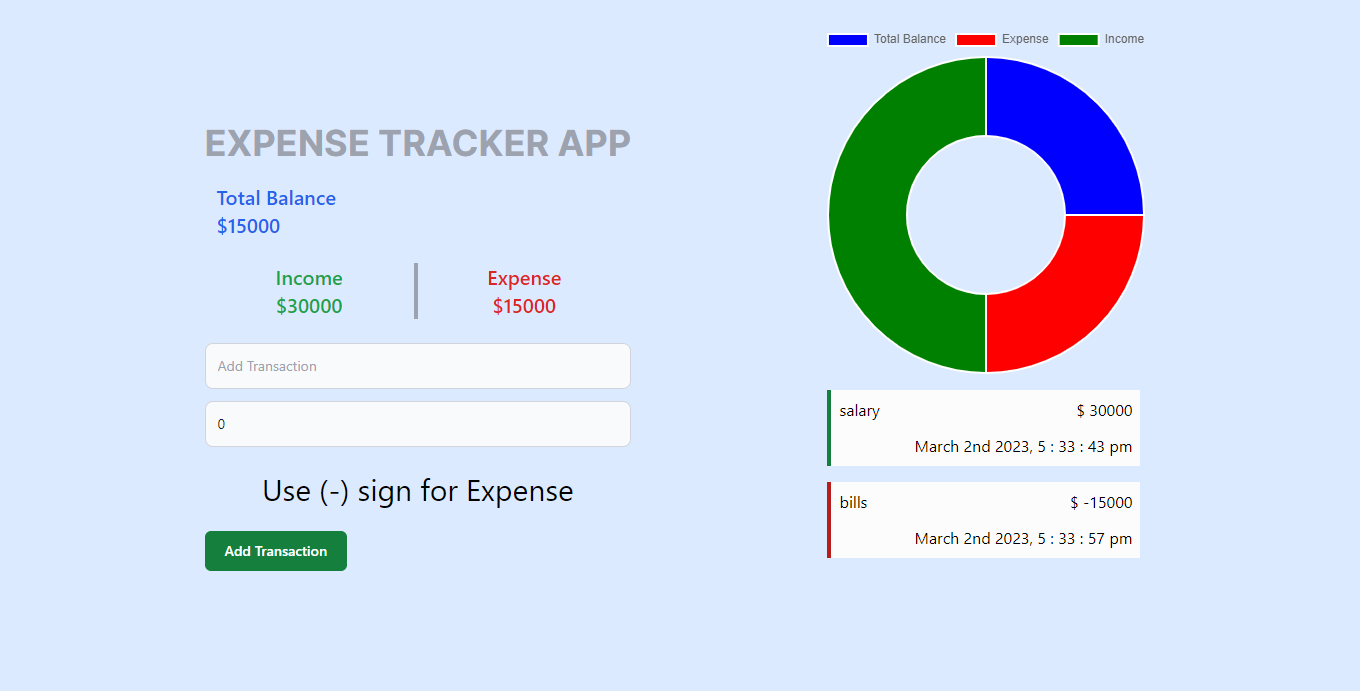 EXPENSE TRACKER APP
Total Balance
$15000
Income
$30000
Expense
$15000
Add Transaction
0
Use (-) sign for Expense
Add Transaction
Total Balance Expense Income
salary $ 30000
March 2nd 2023, 5 : 33 : 43 pm
bills $ -15000
March 2nd 2023, 5 : 33 : 57 pm